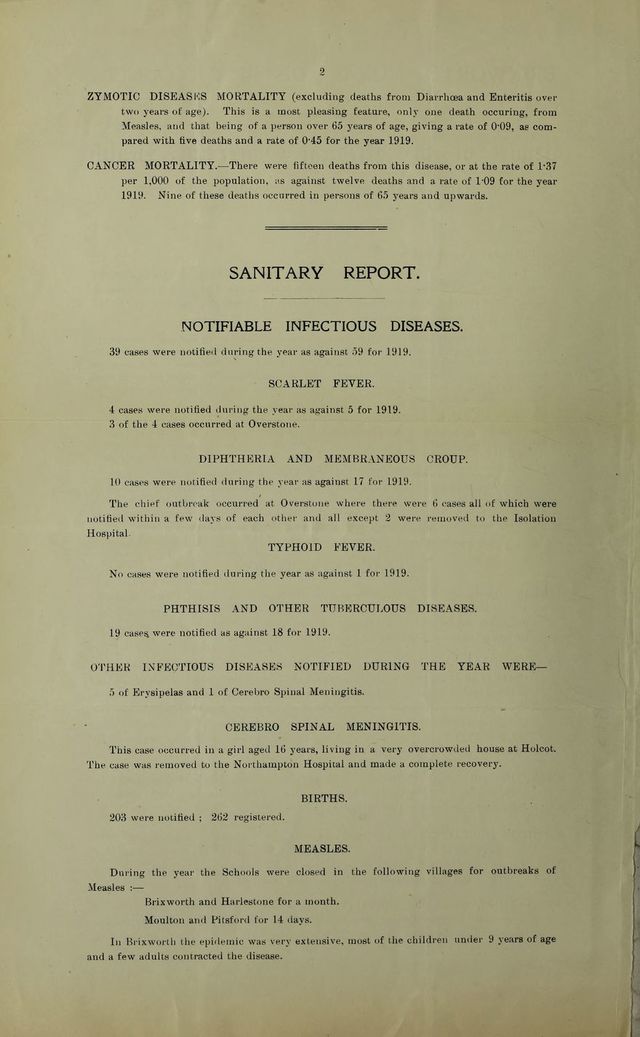 2
ZYMOTIC DISEASES MORTALITY (excluding deaths from Diarrhœa and Enteritis over
two years of age). This is a most pleasing feature, only one death occuring, from
Measles, and that being of a person over 65 years of age, giving a rate of 0·09, as com-
pared with five deaths and a rate of 0·45 for the year 1919.
CANCER MORTALITY.—There were fifteen deaths from this disease, or at the rate of 1·37
per 1,000 of the population, as against twelve deaths and a rate of 1·09 for the year
1919. Nine of these deaths occurred in persons of 65 years and upwards.
SANITARY REPORT.
NOTIFIABLE INFECTIOUS DISEASES.
39 cases were notified during the year as against 59 for 1919.
SCARLET FEVER.
4 cases were notified during the year as against 5 for 1919.
3 of the 4 cases occurred at Overstone.
DIPHTHERIA AND MEMBRANEOUS CROUP.
10 cases were notified during the year as against 17 for 1919.
The chief outbreak occurred at Overstone where there were 6 cases all of which were
notified within a few days of each other and all except 2 were removed to the Isolation
Hospital.
TYPHOID FEVER.
No cases were notified during the year as against 1 for 1919.
PHTHISIS AND OTHER TUBERCULOUS DISEASES.
19 cases were notified as against 18 for 1919.
OTHER INFECTIOUS DISEASES NOTIFIED DURING THE YEAR WERE—
5 of Erysipelas and 1 of Cerebro Spinal Meningitis.
CEREBRO SPINAL MENINGITIS.
This case occurred in a girl aged 16 years, living in a very overcrowded house at Holcot.
The case was removed to the Northampton Hospital and made a complete recovery.
BIRTHS.
203 were notified ; 262 registered.
MEASLES.
During the year the Schools were closed in the following villages for outbreaks of
Measles :—
Brixworth and Harlestone for a month.
Moulton and Pitsford for 14 days.
In Brixworth the epidemic was very extensive, most of the children under 9 years of age
and a few adults contracted the disease.